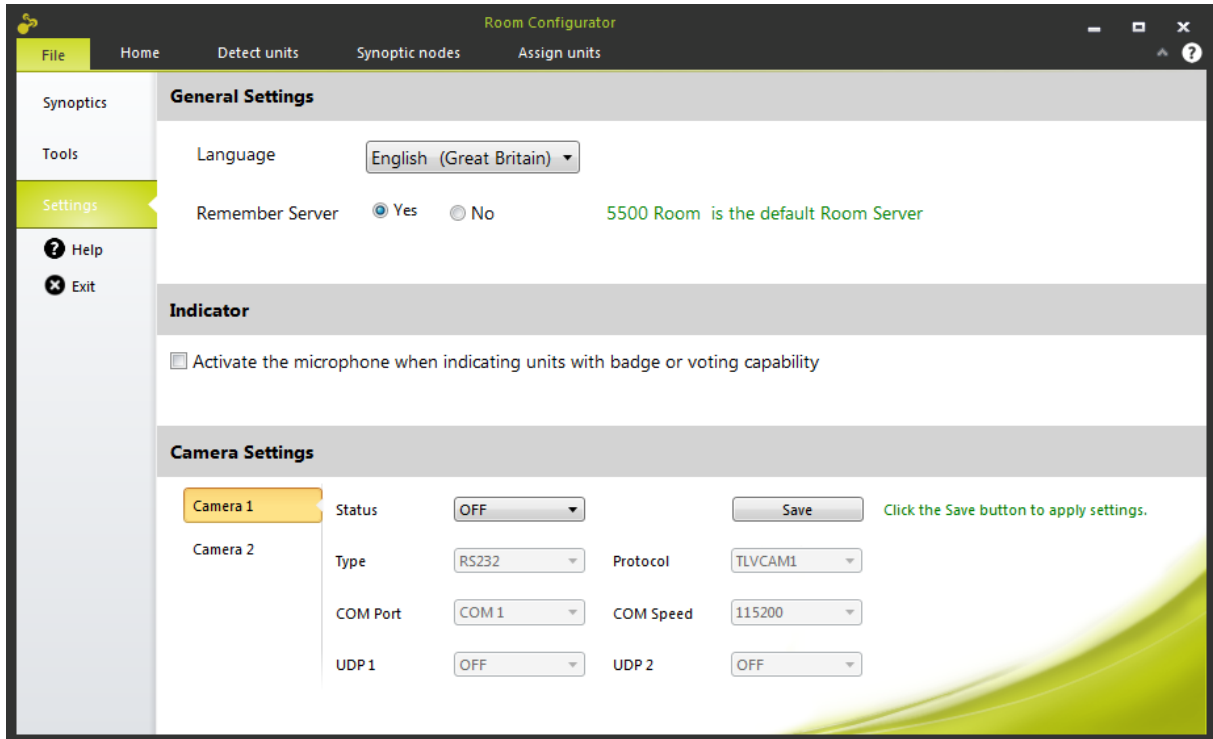 Room Configurator
File Home Detect units Synoptic nodes Assign units
Synoptics
Tools
Settings
Help
Exit
General Settings
Language English (Great Britain)
Remember Server Yes No 5500 Room is the default Room Server
Indicator
Activate the microphone when indicating units with badge or voting capability
Camera Settings
Camera 1
Camera 2
Status OFF Save Click the Save button to apply settings.
Type RS232 Protocol TLVCAM1
COM Port COM 1 COM Speed 115200
UDP 1 OFF UDP 2 OFF